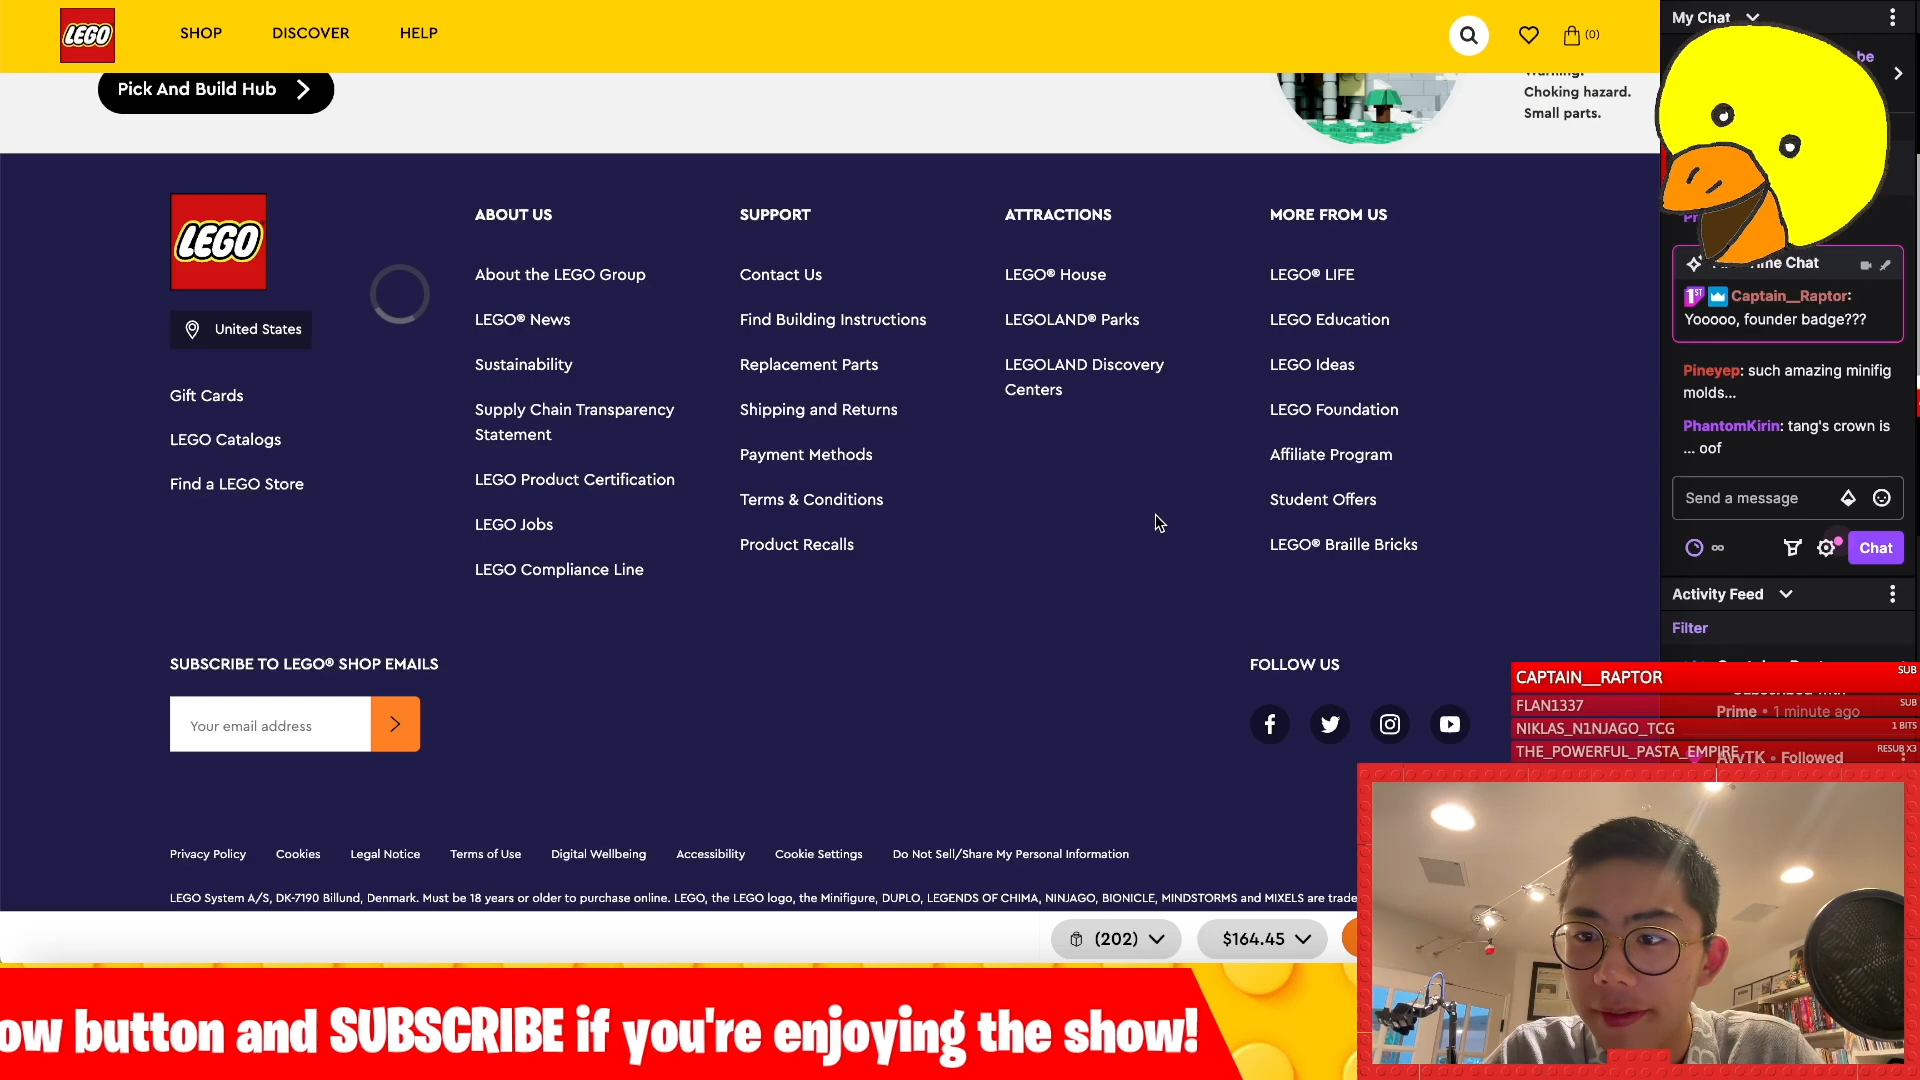 LEGO
SHOP
DISCOVER
HELP
(0)
Pick And Build Hub
Choking hazard.
Small parts.
LEGO
United States
Gift Cards
LEGO Catalogs
Find a LEGO Store
ABOUT US
About the LEGO Group
LEGO® News
Sustainability
Supply Chain Transparency
Statement
LEGO Product Certification
LEGO Jobs
LEGO Compliance Line
SUPPORT
Contact Us
Find Building Instructions
Replacement Parts
Shipping and Returns
Payment Methods
Terms & Conditions
Product Recalls
ATTRACTIONS
LEGO® House
LEGOLAND® Parks
LEGOLAND Discovery
Centers
MORE FROM US
LEGO® LIFE
LEGO Education
LEGO Ideas
LEGO Foundation
Affiliate Program
Student Offers
LEGO® Braille Bricks
SUBSCRIBE TO LEGO® SHOP EMAILS
Your email address
FOLLOW US
Privacy Policy
Cookies
Legal Notice
Terms of Use
Digital Wellbeing
Accessibility
Cookie Settings
Do Not Sell/Share My Personal Information
LEGO System A/S, DK-7190 Billund, Denmark. Must be 18 years or older to purchase online. LEGO, the LEGO logo, the Minifigure, DUPLO, LEGENDS OF CHIMA, NINJAGO, BIONICLE, MINDSTORMS and MIXELS are trade
(202)
$164.45
ow button and SUBSCRIBE if you're enjoying the show!
My Chat
be
Chat
1ST Captain__Raptor:
Yooooo, founder badge???
Pineyep: such amazing minifig
molds...
PhantomKirin: tang's crown is
... oof
Send a message
∞
Chat
Activity Feed
Filter
CAPTAIN__RAPTOR SUB
FLAN1337 SUB
Prime • 1 minute ago
NIKLAS_N1NJAGO_TCG 1 BITS
THE_POWERFUL_PASTA_EMPIRE RESUB X3
AvyTK • Followed